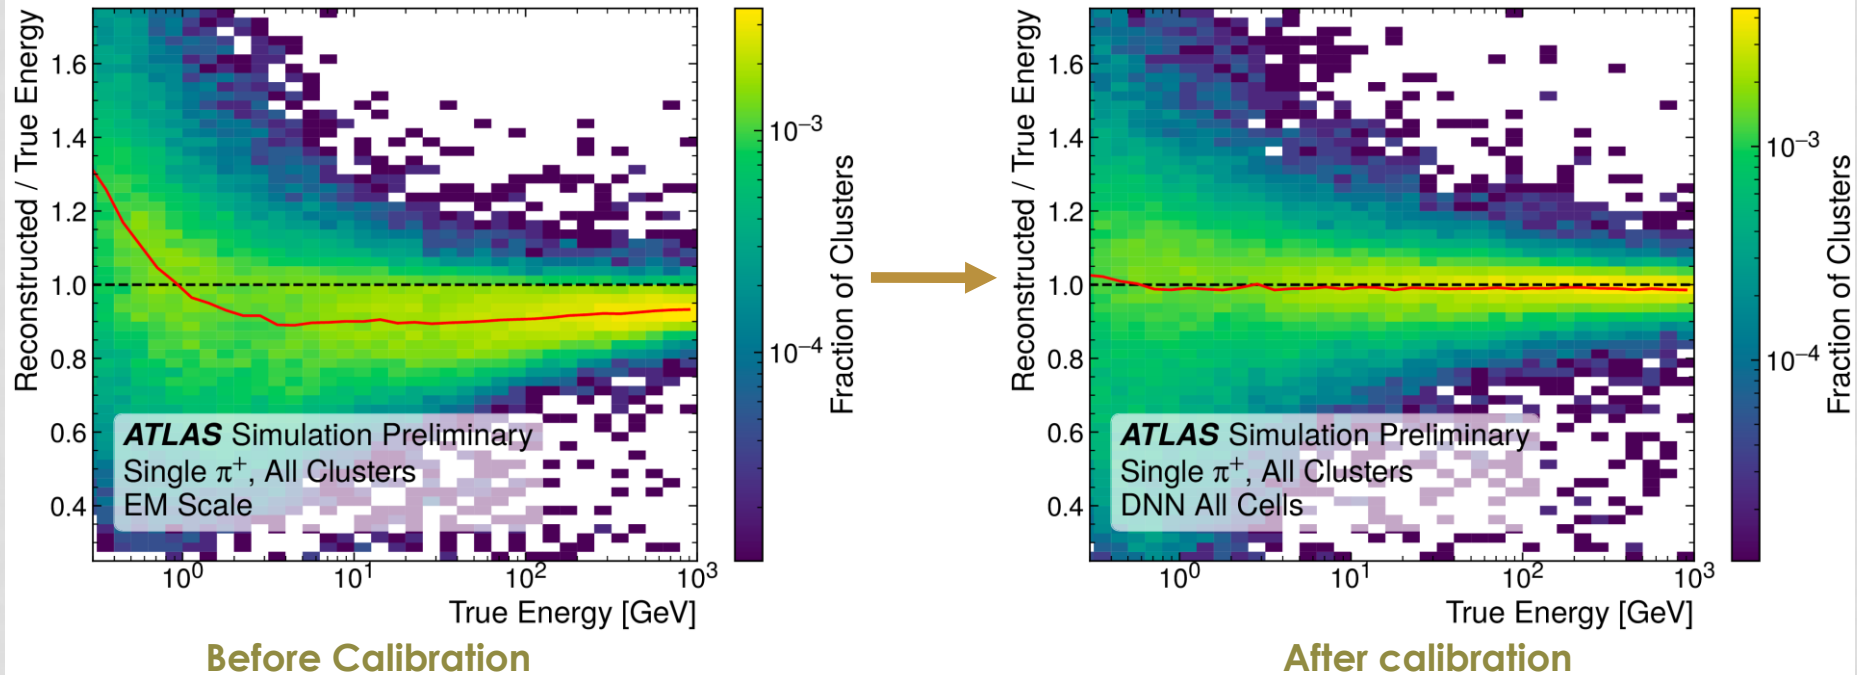 Reconstructed / True Energy
1.6
1.4
1.2
1.0
0.8
0.6
0.4
ATLAS Simulation Preliminary
Single π⁺, All Clusters
EM Scale
10⁰
10¹
10²
10³
True Energy [GeV]
10⁻³
10⁻⁴
Fraction of Clusters
Before Calibration
Reconstructed / True Energy
1.6
1.4
1.2
1.0
0.8
0.6
0.4
ATLAS Simulation Preliminary
Single π⁺, All Clusters
DNN All Cells
10⁰
10¹
10²
10³
True Energy [GeV]
10⁻³
10⁻⁴
Fraction of Clusters
After calibration